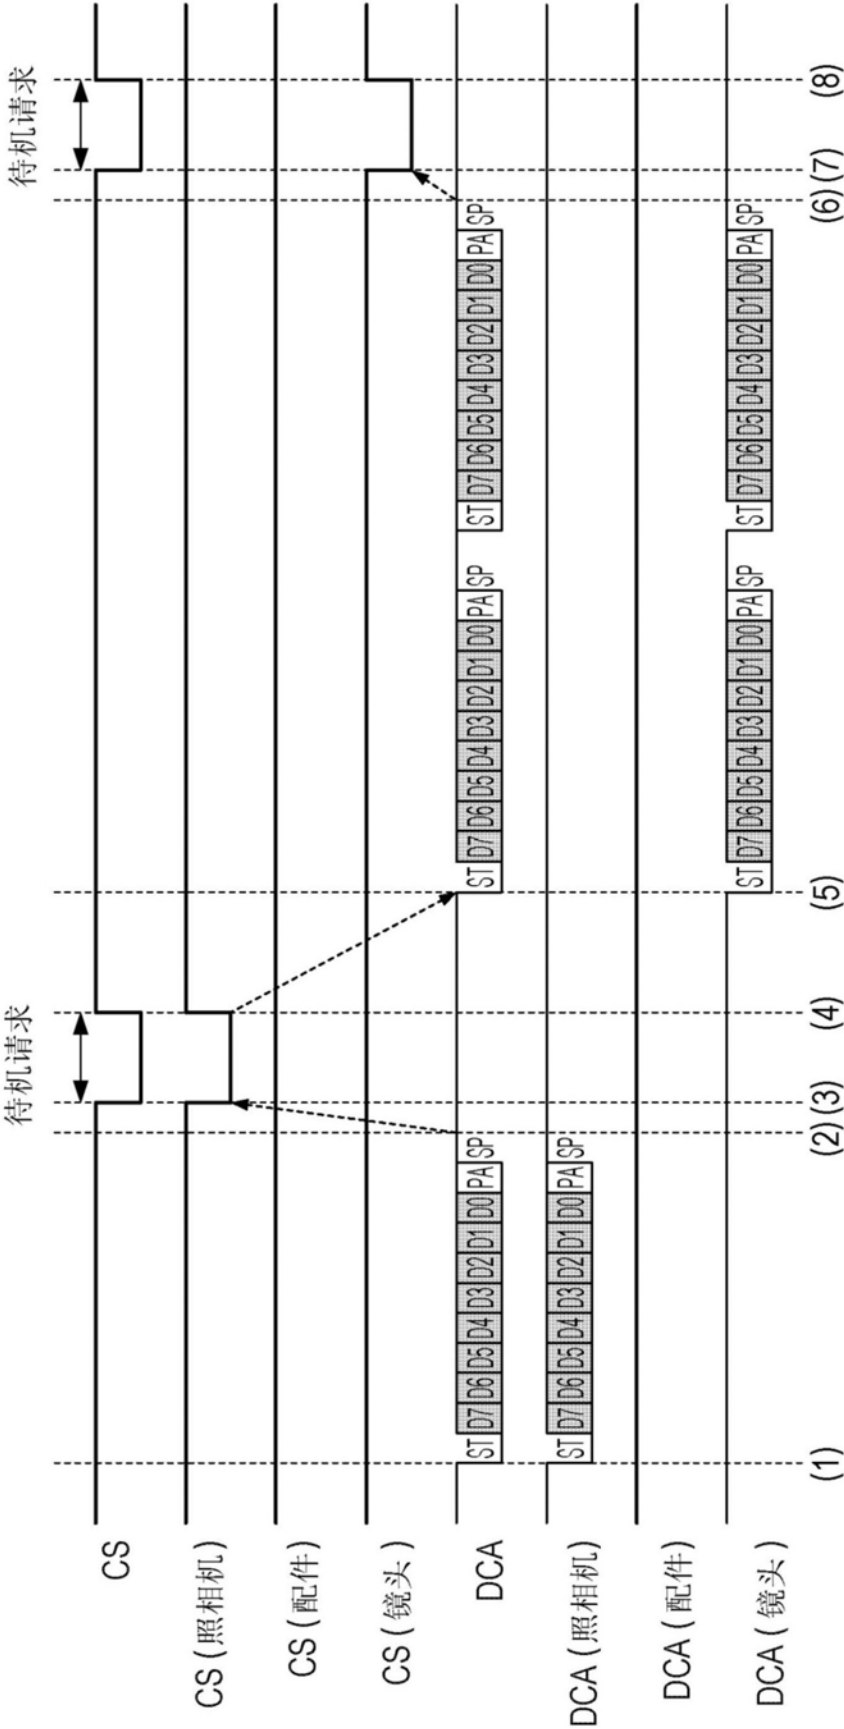 待机请求
待机请求
CS
CS（照相机）
CS（配件）
CS（镜头）
DCA
ST D7 D6 D5 D4 D3 D2 D1 D0 PA SP
ST D7 D6 D5 D4 D3 D2 D1 D0 PA SP
ST D7 D6 D5 D4 D3 D2 D1 D0 PA SP
DCA（照相机）
ST D7 D6 D5 D4 D3 D2 D1 D0 PA SP
DCA（配件）
DCA（镜头）
ST D7 D6 D5 D4 D3 D2 D1 D0 PA SP
ST D7 D6 D5 D4 D3 D2 D1 D0 PA SP
(1) (2) (3) (4) (5) (6) (7) (8)